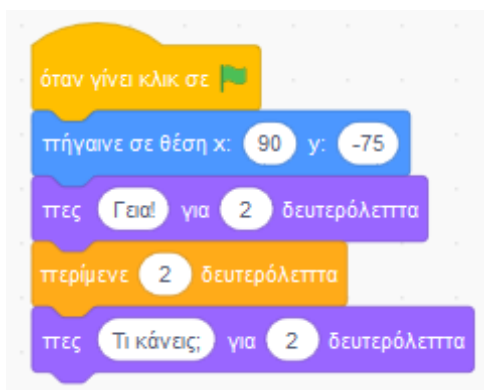 όταν γίνει κλικ σε
πήγαινε σε θέση x: 90 y: -75
πες Γεια! για 2 δευτερόλεπτα
περίμενε 2 δευτερόλεπτα
πες Τι κάνεις; για 2 δευτερόλεπτα